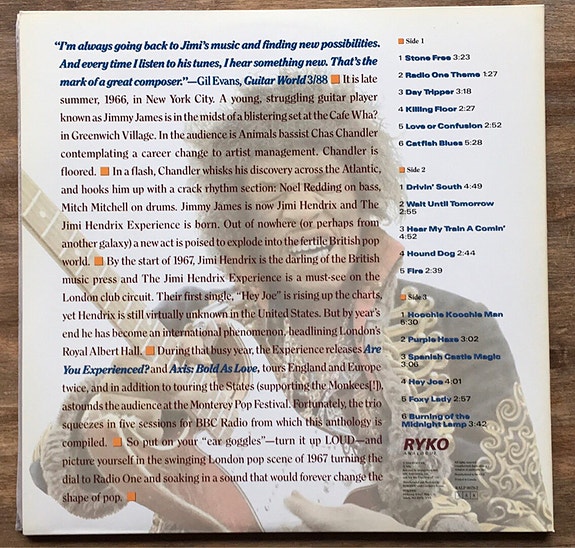 "I'm always going back to Jimi's music and finding new possibilities.
And every time I listen to his tunes, I hear something new. That's the
mark of a great composer."—Gil Evans, Guitar World 3/88 It is late
summer, 1966, in New York City. A young, struggling guitar player
known as Jimmy James is in the midst of a blistering set at the Cafe Wha?
in Greenwich Village. In the audience is Animals bassist Chas Chandler
contemplating a career change to artist management. Chandler is
floored. In a flash, Chandler whisks his discovery across the Atlantic,
and hooks him up with a crack rhythm section: Noel Redding on bass,
Mitch Mitchell on drums. Jimmy James is now Jimi Hendrix and The
Jimi Hendrix Experience is born. Out of nowhere (or perhaps from
another galaxy) a new act is poised to explode into the fertile British pop
world. By the start of 1967, Jimi Hendrix is the darling of the British
music press and The Jimi Hendrix Experience is a must-see on the
London club circuit. Their first single, "Hey Joe" is rising up the charts,
yet Hendrix is still virtually unknown in the United States. But by year's
end he has become an international phenomenon, headlining London's
Royal Albert Hall. During that busy year, the Experience releases Are
You Experienced? and Axis: Bold As Love, tours England and Europe
twice, and in addition to touring the States (supporting the Monkees[!]),
astounds the audience at the Monterey Pop Festival. Fortunately, the trio
squeezes in five sessions for BBC Radio from which this anthology is
compiled. So put on your "car goggles"—turn it up LOUD—and
picture yourself in the swinging London pop scene of 1967 turning the
dial to Radio One and soaking in a sound that would forever change the
shape of pop.
Side 1
1 Stone Free 3:23
2 Radio One Theme 1:27
3 Day Tripper 3:18
4 Killing Floor 2:27
5 Love or Confusion 2:52
6 Catfish Blues 5:28
Side 2
1 Drivin' South 4:49
2 Wait Until Tomorrow
2:55
3 Hear My Train A Comin'
4:52
4 Hound Dog 2:44
5 Fire 2:39
Side 3
1 Hoochie Koochie Man
5:30
2 Purple Haze 3:02
3 Spanish Castle Magic
3:06
4 Hey Joe 4:01
5 Foxy Lady 2:57
6 Burning of the
Midnight Lamp 3:42
RYKO
ANALOGUE